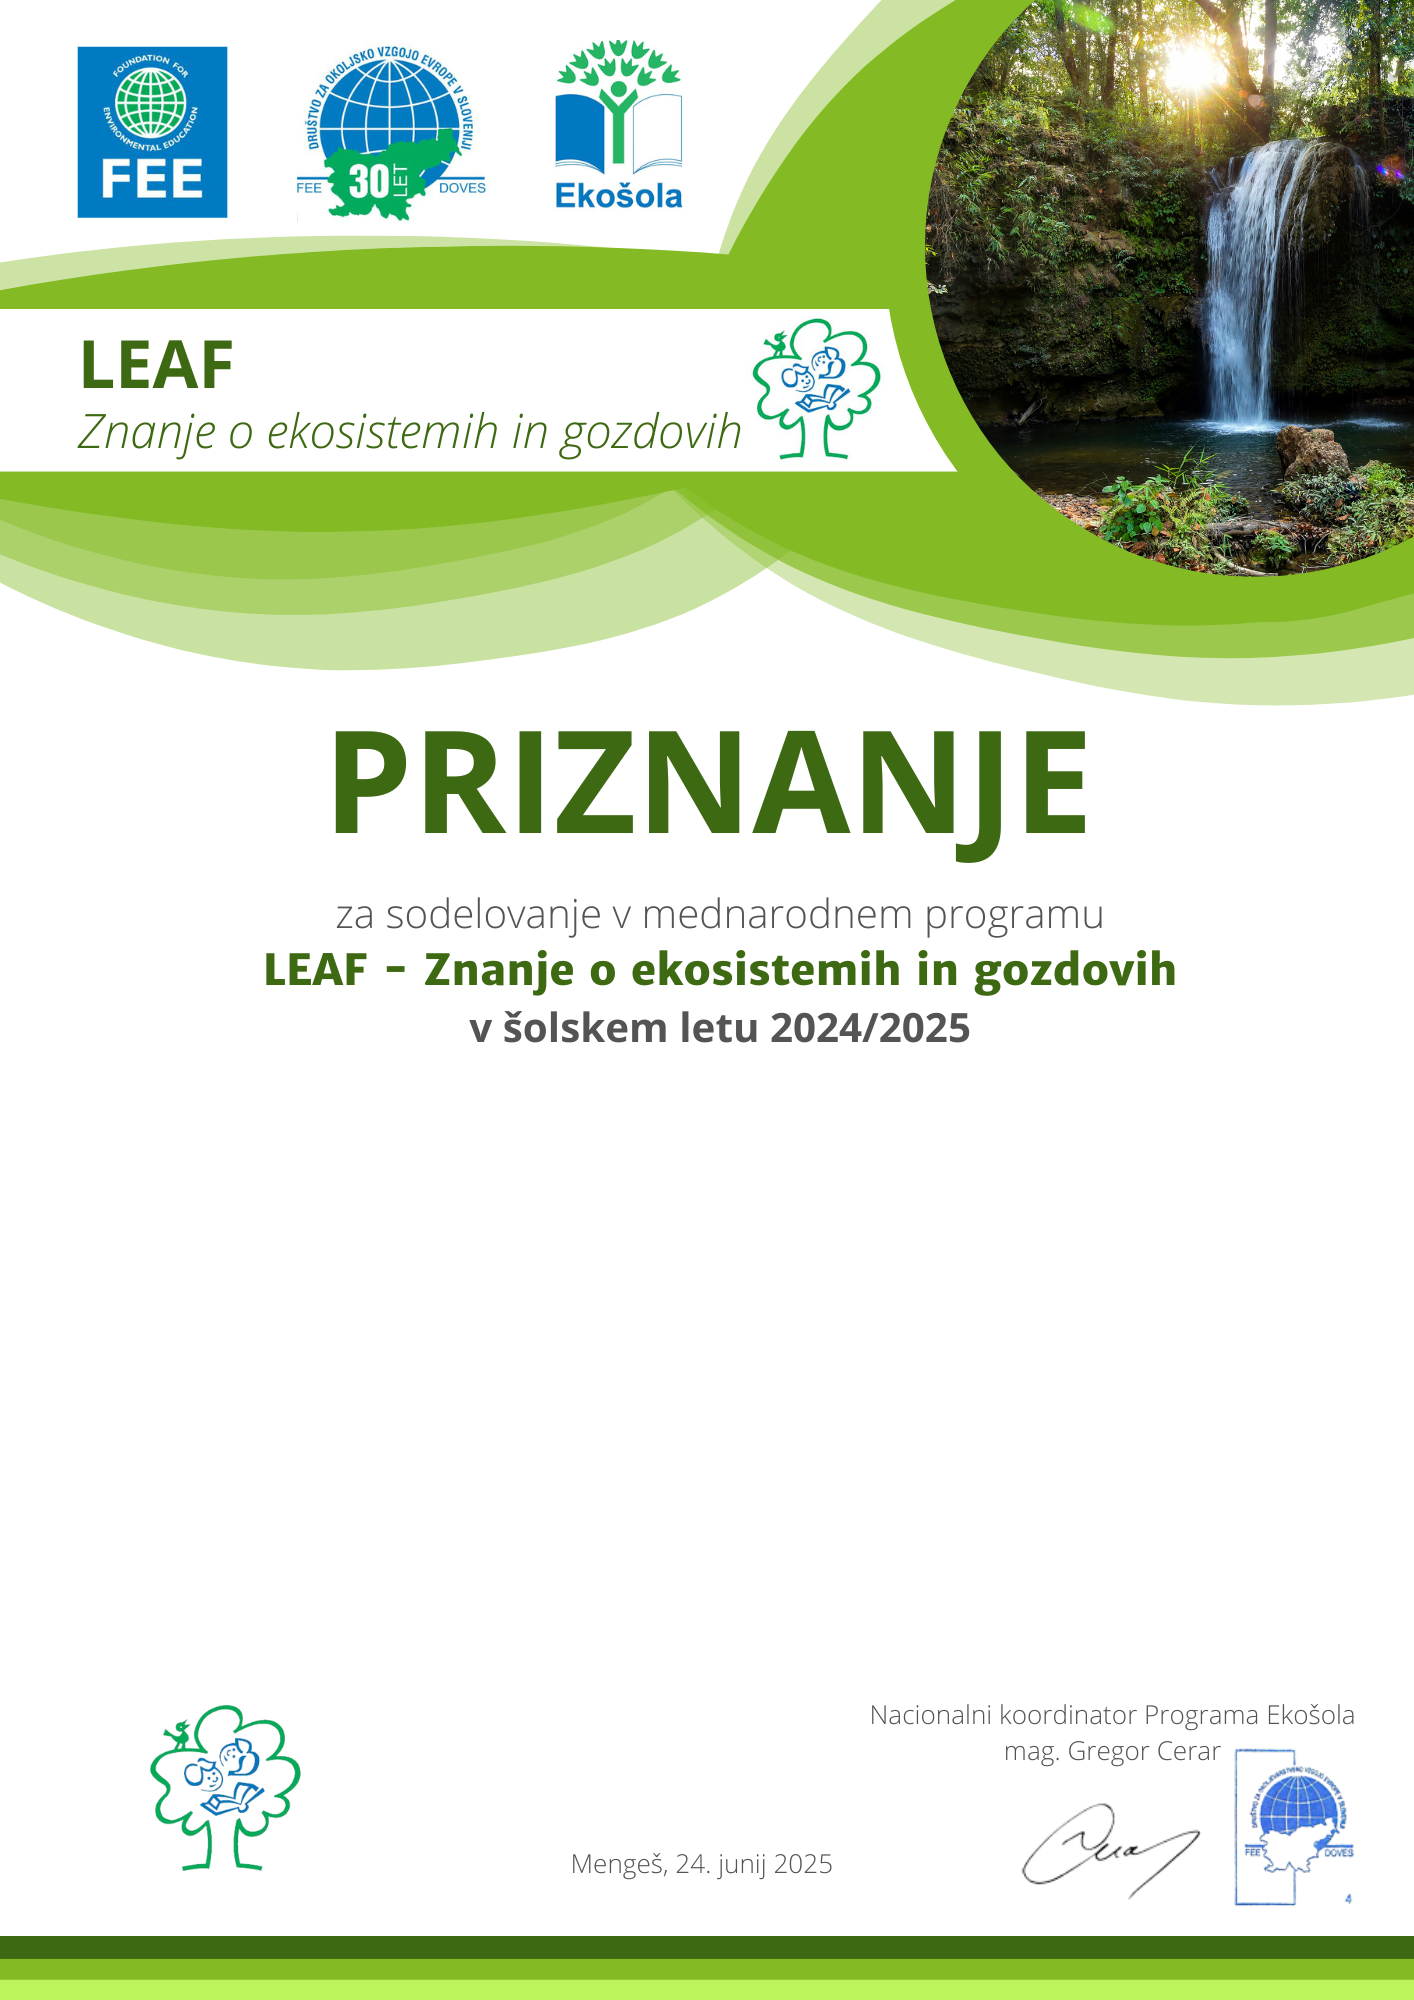 FOUNDATION FOR
ENVIRONMENTAL EDUCATION
FEE
DRUŠTVO ZA OKOLJSKO VZGOJO EVROPE V SLOVENIJI
FEE 30 LET DOVES
Ekošola
LEAF
Znanje o ekosistemih in gozdovih
PRIZNANJE
za sodelovanje v mednarodnem programu
LEAF - Znanje o ekosistemih in gozdovih
v šolskem letu 2024/2025
Nacionalni koordinator Programa Ekošola
mag. Gregor Cerar
FEE DOVES
4
Mengeš, 24. junij 2025